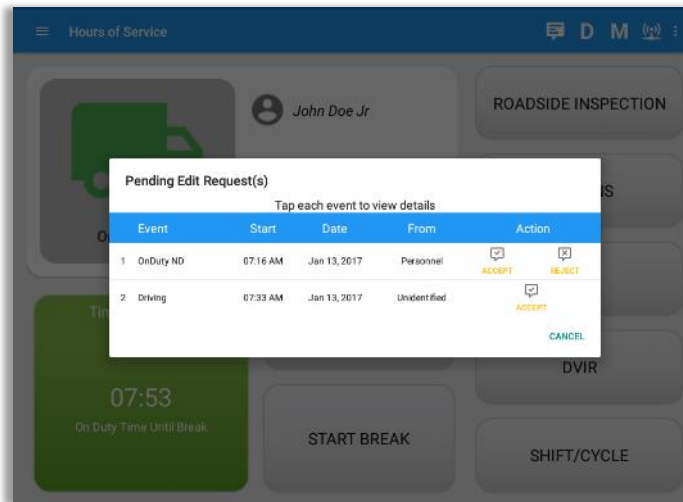 Hours of Service
D M
John Doe Jr
ROADSIDE INSPECTION
Pending Edit Request(s)
Tap each event to view details
Event Start Date From Action
1 OnDuty ND 07:16 AM Jan 13, 2017 Personnel ACCEPT REJECT
2 Driving 07:33 AM Jan 13, 2017 Unidentified ACCEPT
CANCEL
DVIR
07:53
On Duty Time Until Break
START BREAK
SHIFT/CYCLE